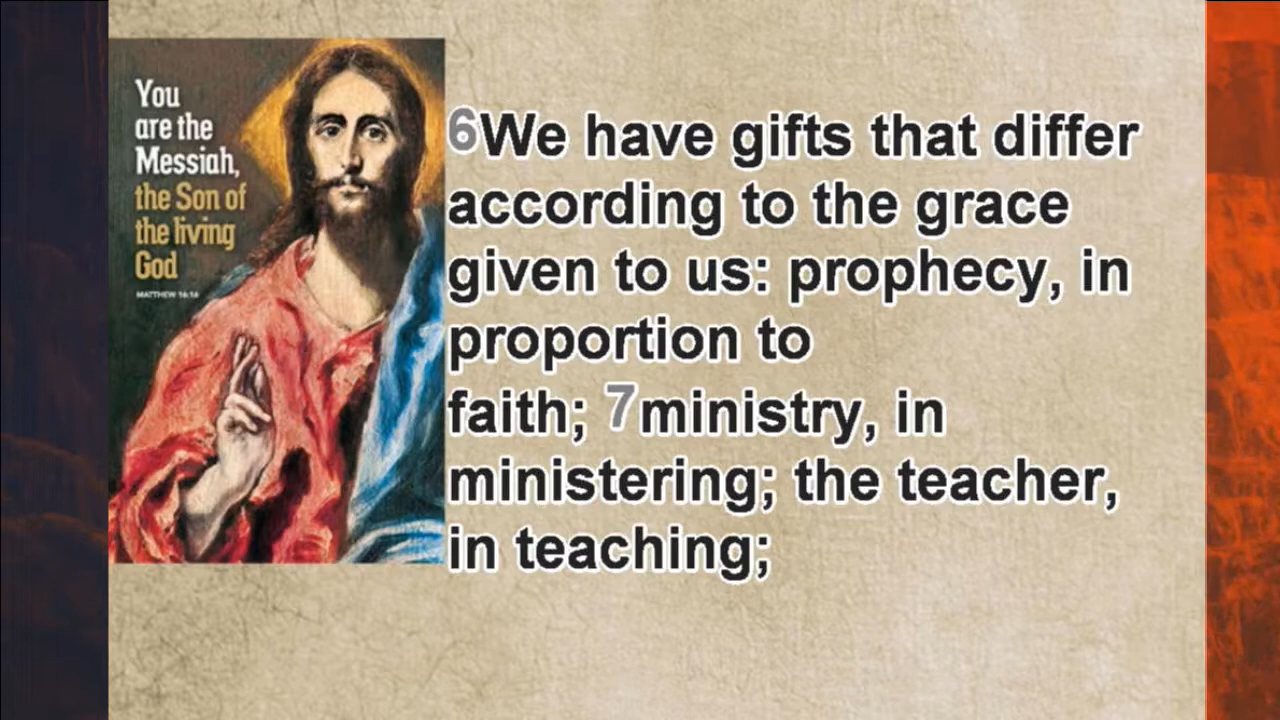 You
are the
Messiah,
the Son of
the living
God
MATTHEW 16:16
6We have gifts that differ
according to the grace
given to us: prophecy, in
proportion to
faith; 7ministry, in
ministering; the teacher,
in teaching;